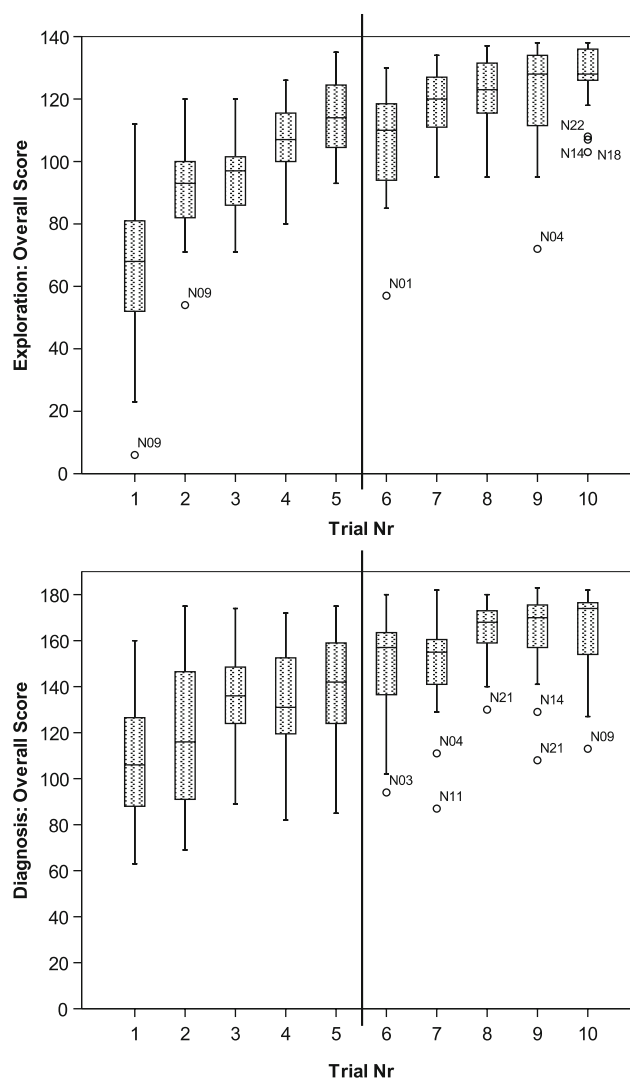 140
120
N22
N14 N18
100
80
Exploration: Overall Score
N04
60
N09
N01
40
20
N09
0
1 2 3 4 5 6 7 8 9 10
Trial Nr
180
160
140
N21
N14
120
N04
N09
Diagnosis: Overall Score
100
N21
N03
N11
80
60
40
20
0
1 2 3 4 5 6 7 8 9 10
Trial Nr